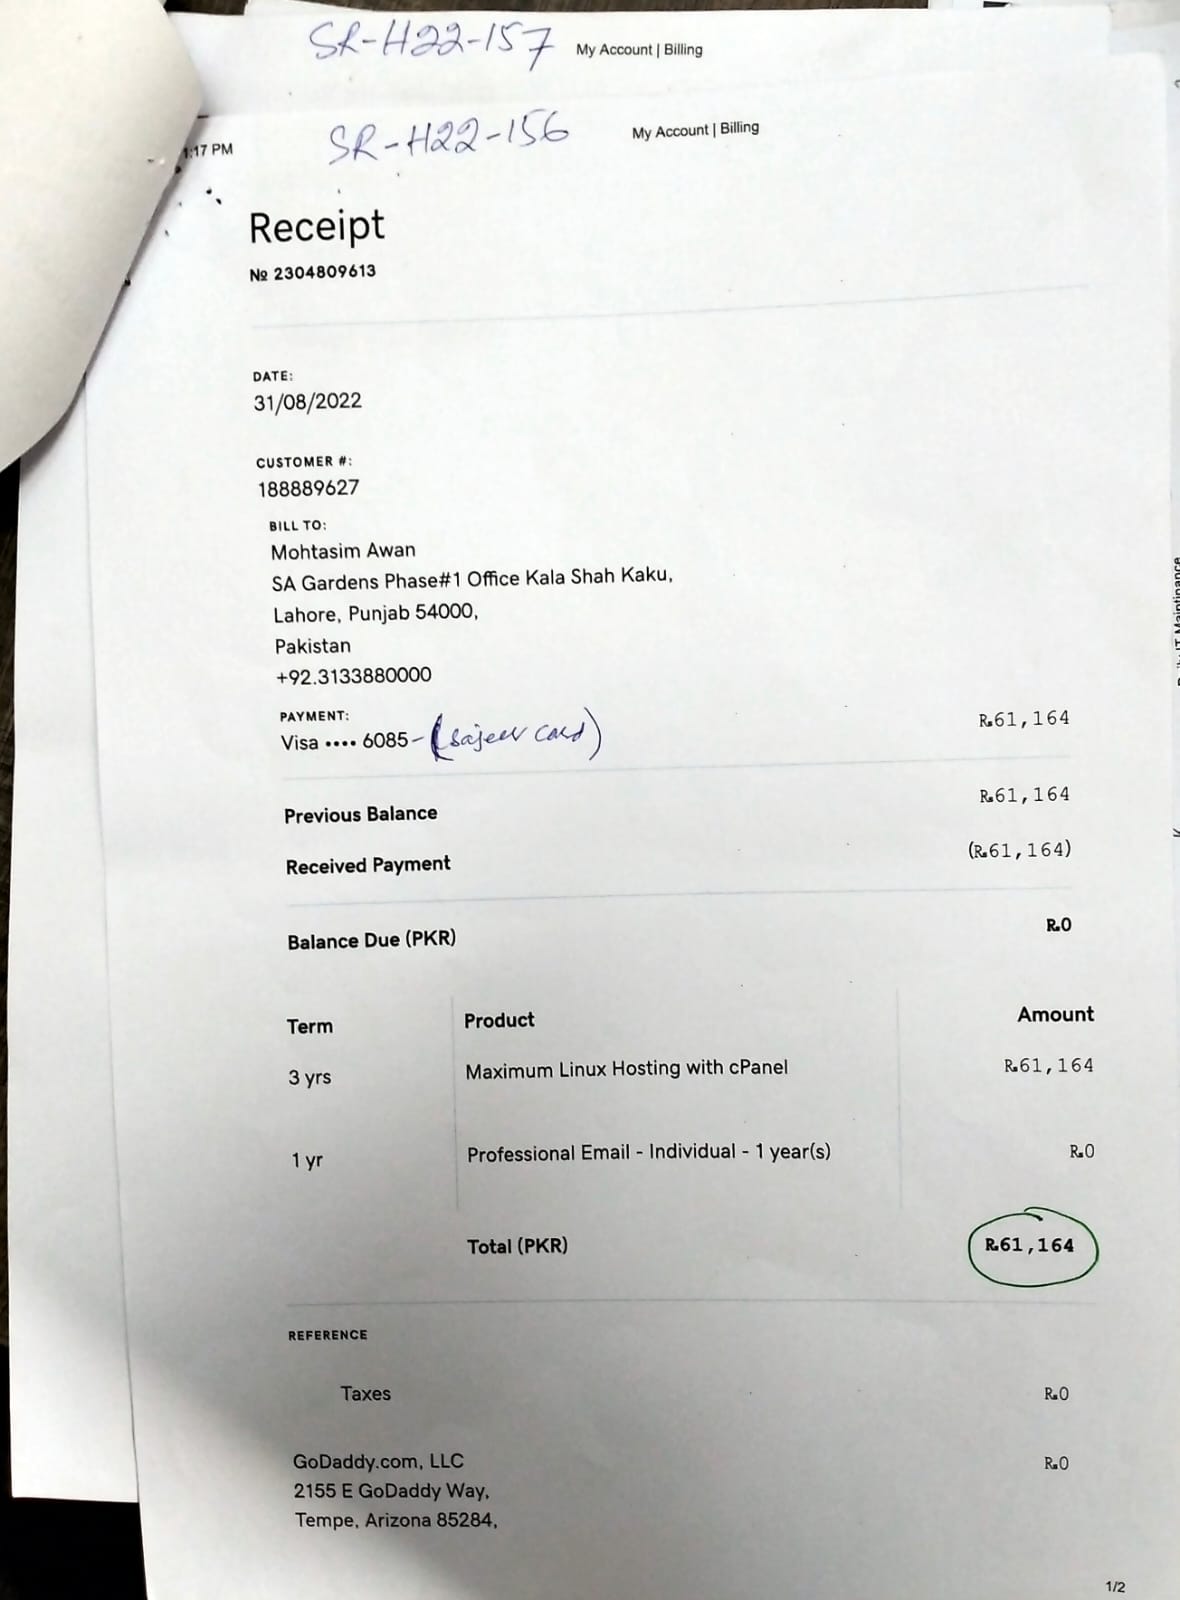 SR-H22-157 My Account | Billing
1:17 PM SR-H22-156 My Account | Billing
Receipt
№ 2304809613
DATE:
31/08/2022
CUSTOMER #:
188889627
BILL TO:
Mohtasim Awan
SA Gardens Phase#1 Office Kala Shah Kaku,
Lahore, Punjab 54000,
Pakistan
+92.3133880000
PAYMENT:
Visa •••• 6085 - (Sajeer Card) ₨61,164
Previous Balance ₨61,164
Received Payment (₨61,164)
Balance Due (PKR) ₨0
Term Product Amount
3 yrs Maximum Linux Hosting with cPanel ₨61,164
1 yr Professional Email - Individual - 1 year(s) ₨0
Total (PKR) ₨61,164
REFERENCE
Taxes ₨0
GoDaddy.com, LLC ₨0
2155 E GoDaddy Way,
Tempe, Arizona 85284,
1/2